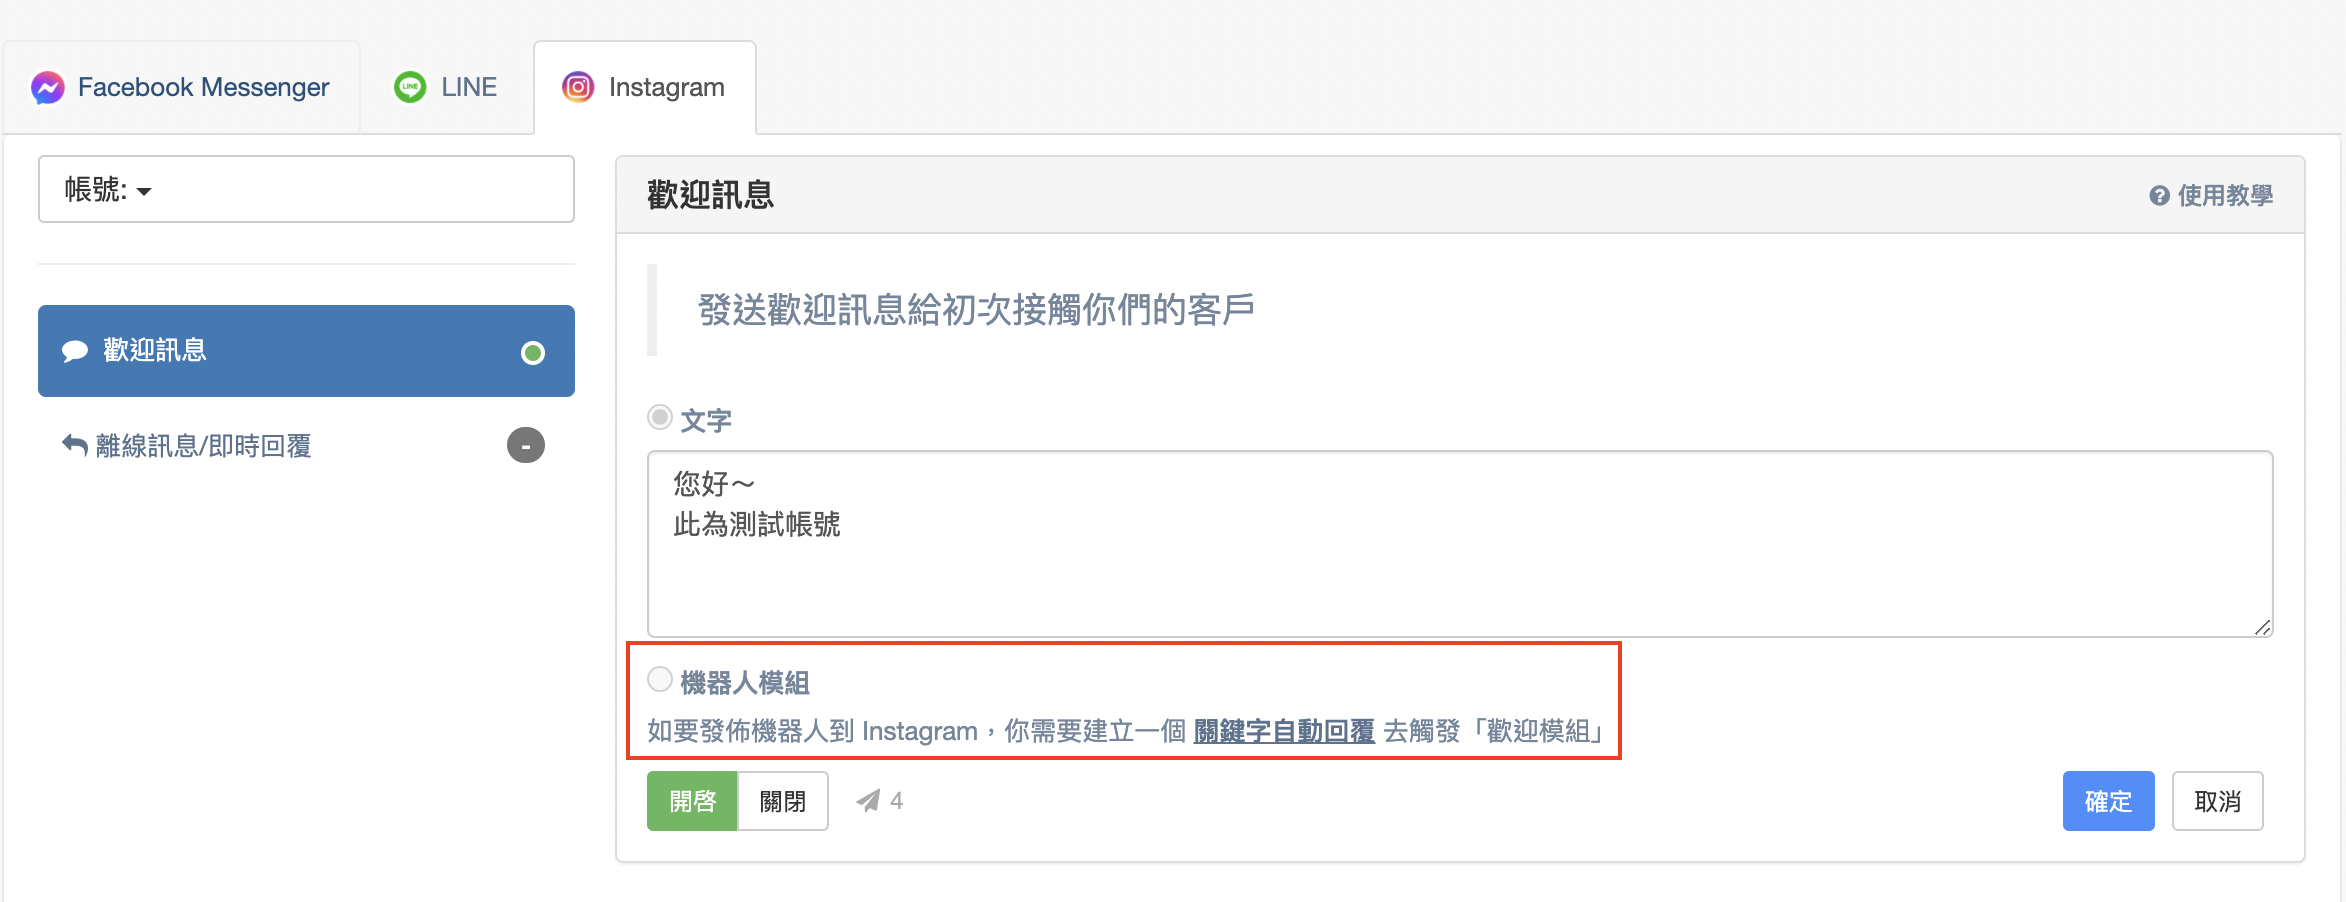 Facebook Messenger
LINE
Instagram
帳號:
歡迎訊息
離線訊息/即時回覆
-
歡迎訊息
使用教學
發送歡迎訊息給初次接觸你們的客戶
文字
您好～
此為測試帳號
機器人模組
如要發佈機器人到 Instagram，你需要建立一個 關鍵字自動回覆 去觸發「歡迎模組」
開啓
關閉
4
確定
取消